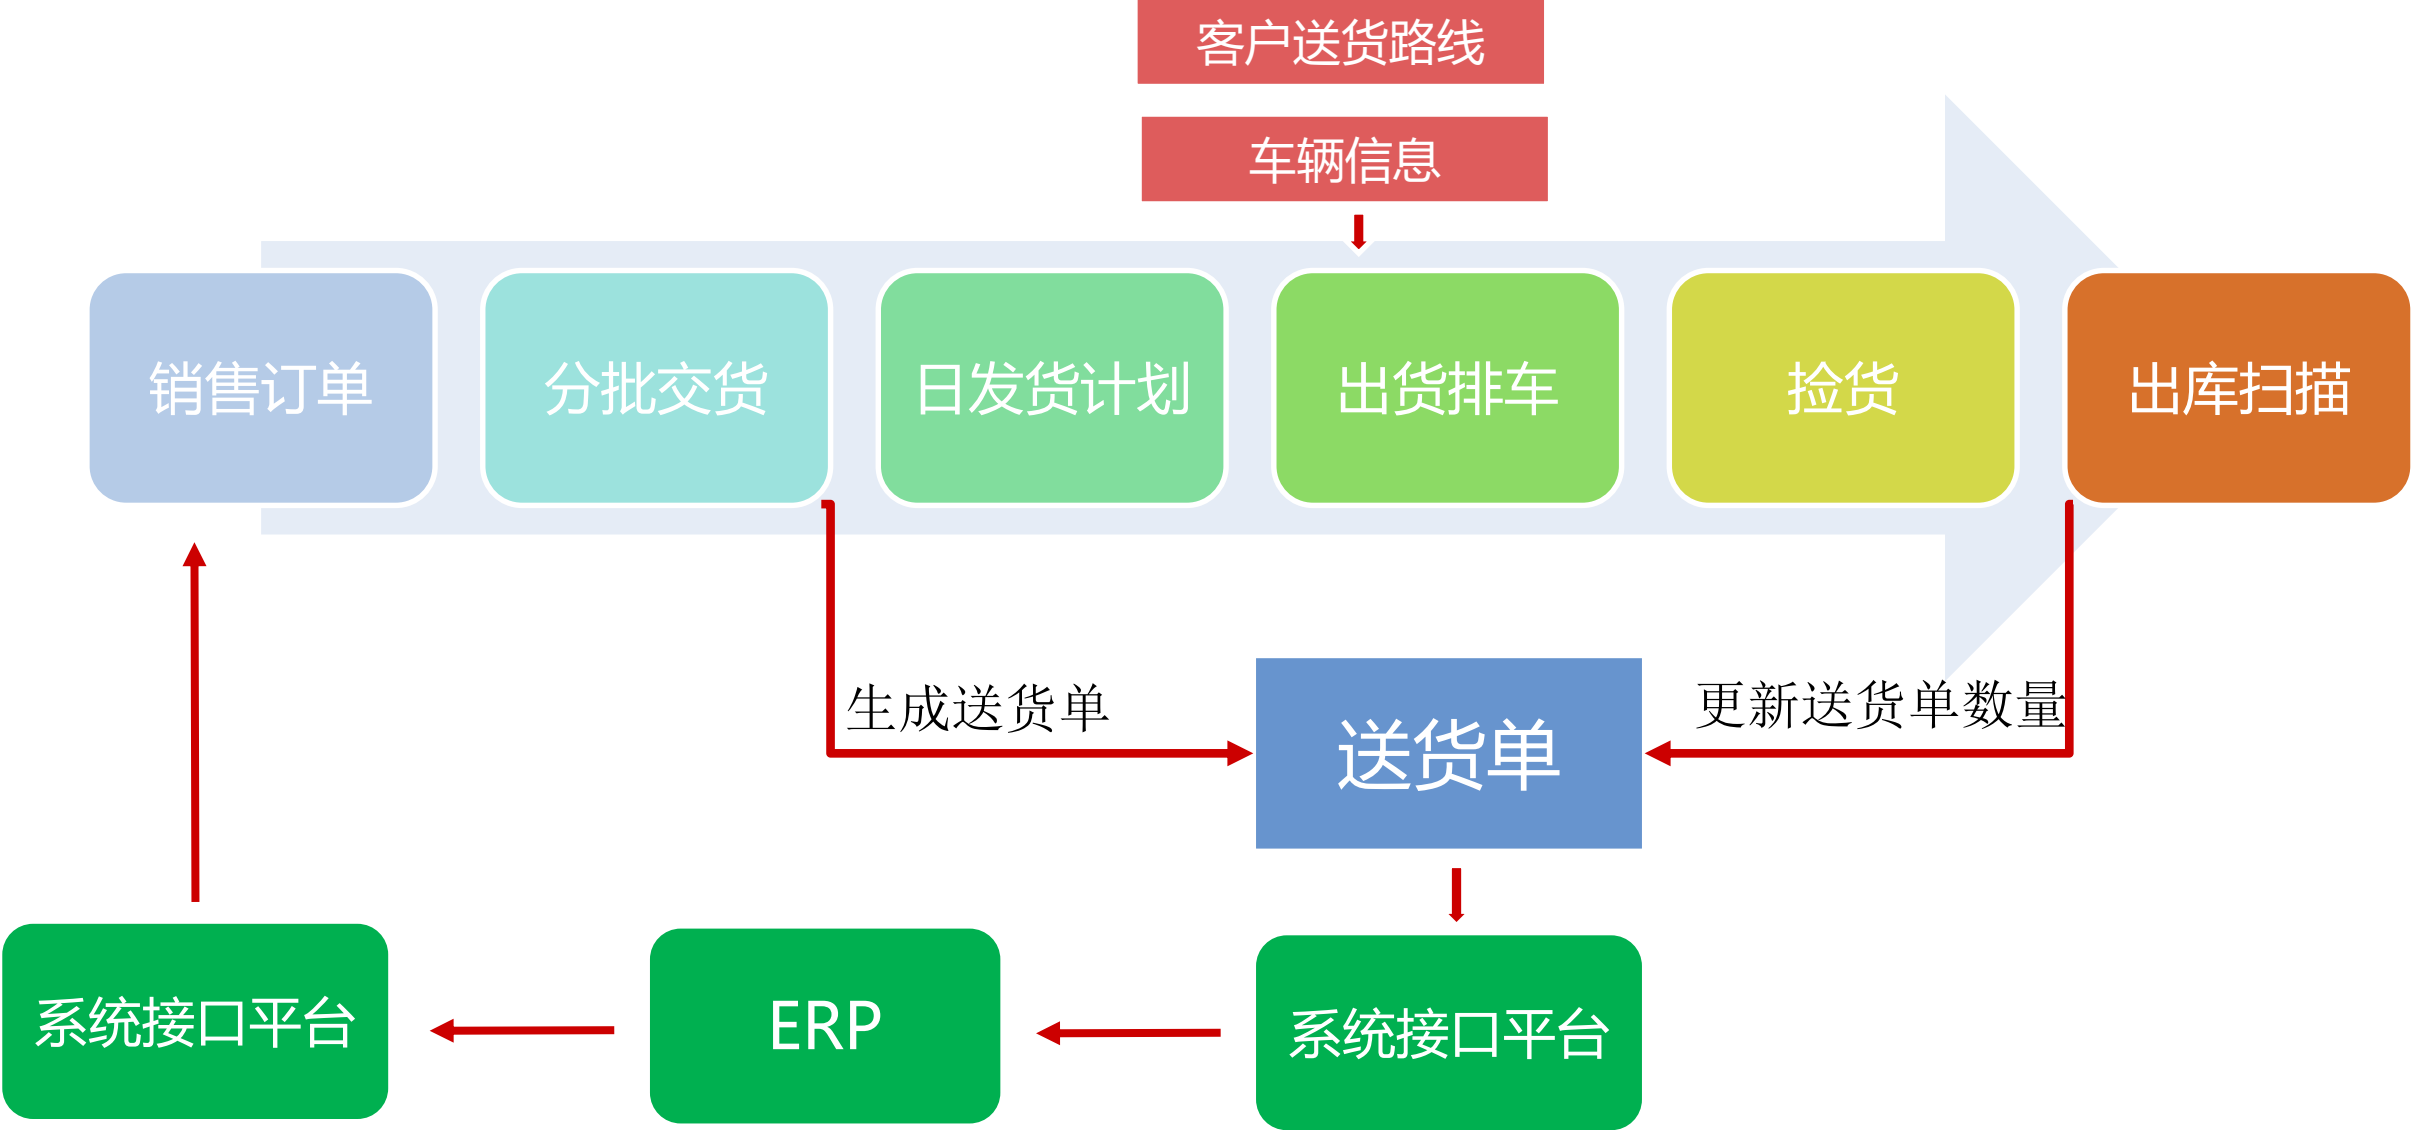 客户送货路线
车辆信息
销售订单
分批交货
日发货计划
出货排车
捡货
出库扫描
生成送货单
送货单
更新送货单数量
系统接口平台
ERP
系统接口平台